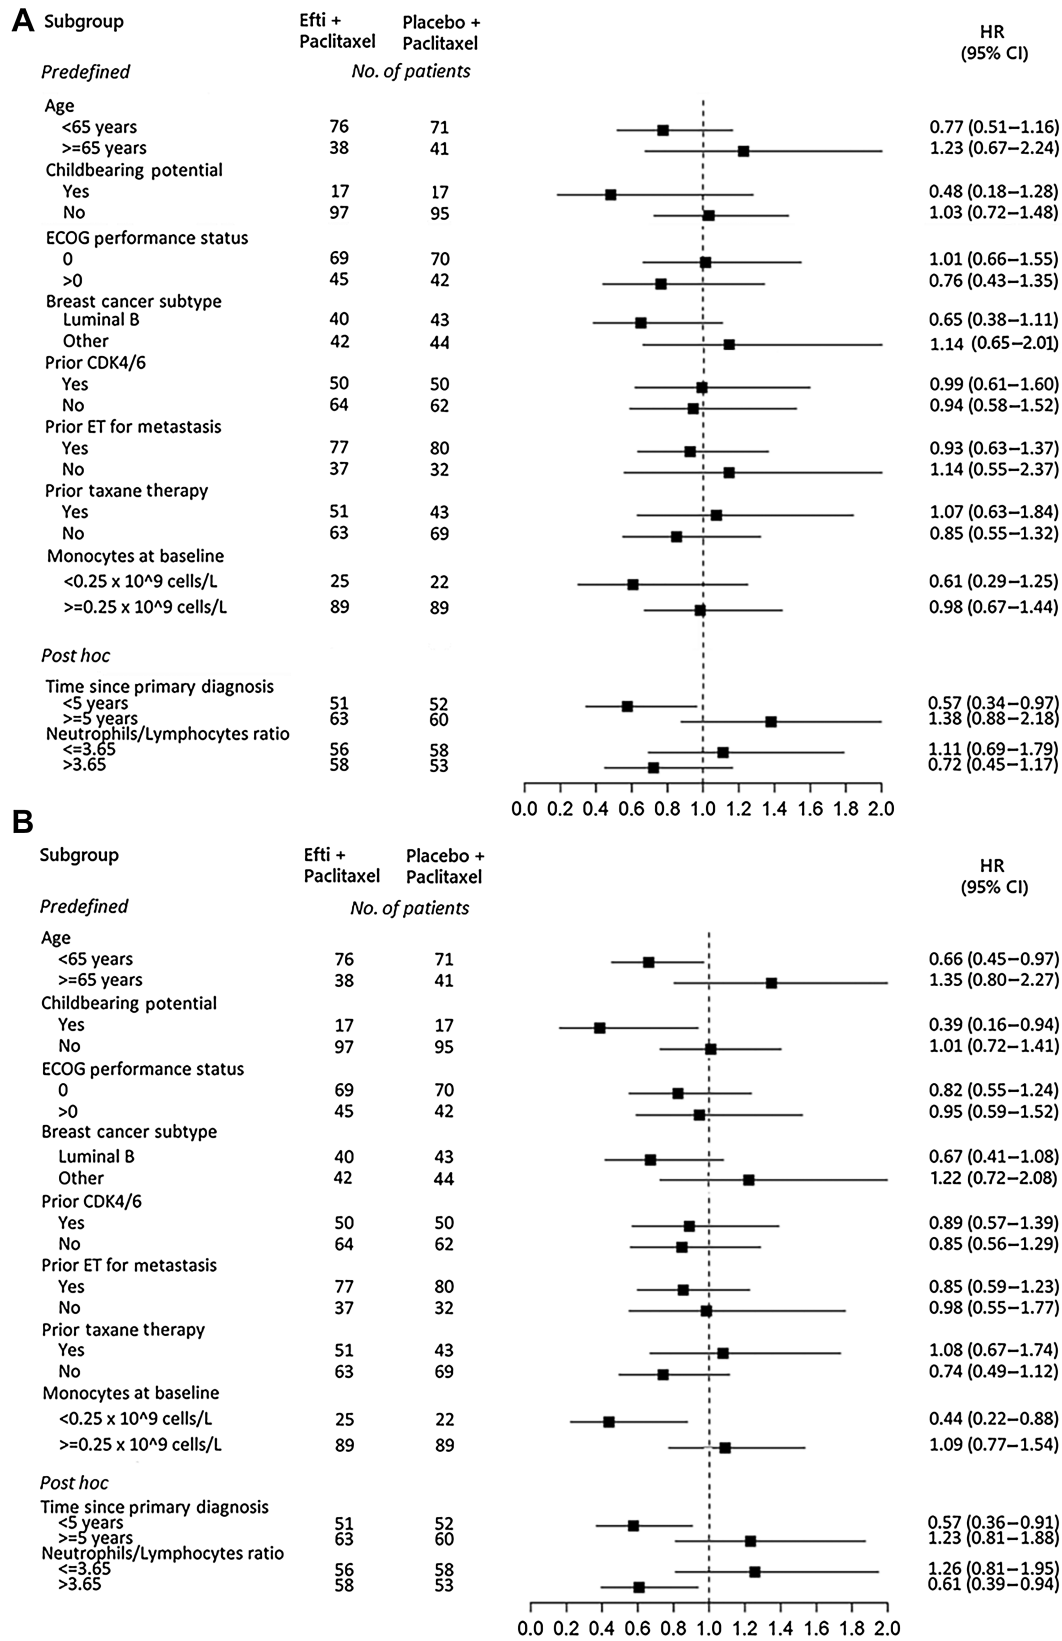 A Subgroup Efti + Paclitaxel Placebo + Paclitaxel HR (95% CI)
Predefined No. of patients
Age
<65 years 76 71 0.77 (0.51–1.16)
>=65 years 38 41 1.23 (0.67–2.24)
Childbearing potential
Yes 17 17 0.48 (0.18–1.28)
No 97 95 1.03 (0.72–1.48)
ECOG performance status
0 69 70 1.01 (0.66–1.55)
>0 45 42 0.76 (0.43–1.35)
Breast cancer subtype
Luminal B 40 43 0.65 (0.38–1.11)
Other 42 44 1.14 (0.65–2.01)
Prior CDK4/6
Yes 50 50 0.99 (0.61–1.60)
No 64 62 0.94 (0.58–1.52)
Prior ET for metastasis
Yes 77 80 0.93 (0.63–1.37)
No 37 32 1.14 (0.55–2.37)
Prior taxane therapy
Yes 51 43 1.07 (0.63–1.84)
No 63 69 0.85 (0.55–1.32)
Monocytes at baseline
<0.25 x 10^9 cells/L 25 22 0.61 (0.29–1.25)
>=0.25 x 10^9 cells/L 89 89 0.98 (0.67–1.44)
Post hoc
Time since primary diagnosis
<5 years 51 52 0.57 (0.34–0.97)
>=5 years 63 60 1.38 (0.88–2.18)
Neutrophils/Lymphocytes ratio
<=3.65 56 58 1.11 (0.69–1.79)
>3.65 58 53 0.72 (0.45–1.17)
0.0 0.2 0.4 0.6 0.8 1.0 1.2 1.4 1.6 1.8 2.0
B
Subgroup Efti + Paclitaxel Placebo + Paclitaxel HR (95% CI)
Predefined No. of patients
Age
<65 years 76 71 0.66 (0.45–0.97)
>=65 years 38 41 1.35 (0.80–2.27)
Childbearing potential
Yes 17 17 0.39 (0.16–0.94)
No 97 95 1.01 (0.72–1.41)
ECOG performance status
0 69 70 0.82 (0.55–1.24)
>0 45 42 0.95 (0.59–1.52)
Breast cancer subtype
Luminal B 40 43 0.67 (0.41–1.08)
Other 42 44 1.22 (0.72–2.08)
Prior CDK4/6
Yes 50 50 0.89 (0.57–1.39)
No 64 62 0.85 (0.56–1.29)
Prior ET for metastasis
Yes 77 80 0.85 (0.59–1.23)
No 37 32 0.98 (0.55–1.77)
Prior taxane therapy
Yes 51 43 1.08 (0.67–1.74)
No 63 69 0.74 (0.49–1.12)
Monocytes at baseline
<0.25 x 10^9 cells/L 25 22 0.44 (0.22–0.88)
>=0.25 x 10^9 cells/L 89 89 1.09 (0.77–1.54)
Post hoc
Time since primary diagnosis
<5 years 51 52 0.57 (0.36–0.91)
>=5 years 63 60 1.23 (0.81–1.88)
Neutrophils/Lymphocytes ratio
<=3.65 56 58 1.26 (0.81–1.95)
>3.65 58 53 0.61 (0.39–0.94)
0.0 0.2 0.4 0.6 0.8 1.0 1.2 1.4 1.6 1.8 2.0